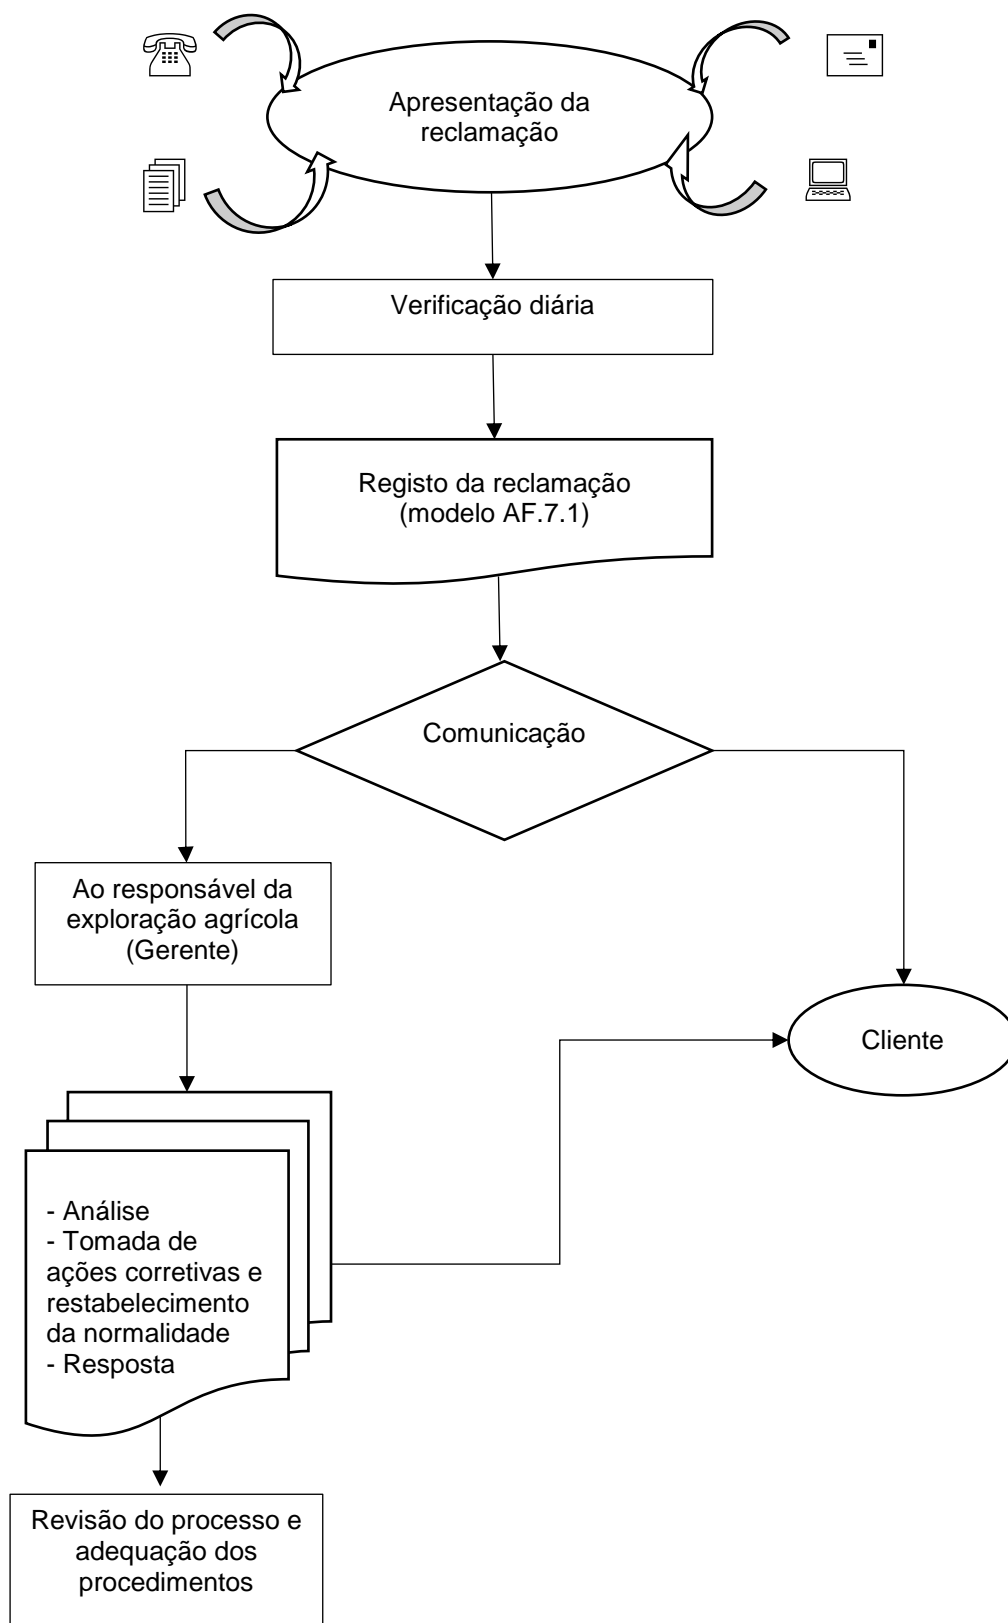 Apresentação da
reclamação
Verificação diária
Registo da reclamação
(modelo AF.7.1)
Comunicação
Ao responsável da
exploração agrícola
(Gerente)
Cliente
- Análise
- Tomada de
ações corretivas e
restabelecimento
da normalidade
- Resposta
Revisão do processo e
adequação dos
procedimentos